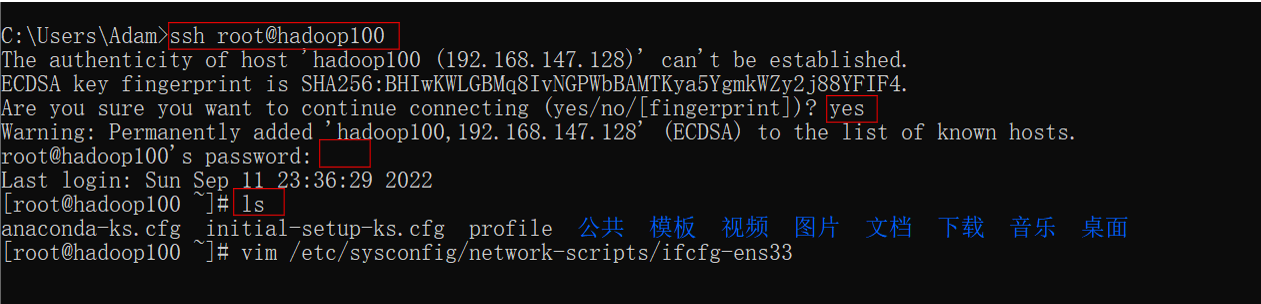 C:\Users\Adam>ssh root@hadoop100
The authenticity of host 'hadoop100 (192.168.147.128)' can't be established.
ECDSA key fingerprint is SHA256:BHIwKWLGBMq8IvNGPWbBAMTKya5YgmkWZy2j88YFIF4.
Are you sure you want to continue connecting (yes/no/[fingerprint])? yes
Warning: Permanently added 'hadoop100,192.168.147.128' (ECDSA) to the list of known hosts.
root@hadoop100's password:
Last login: Sun Sep 11 23:36:29 2022
[root@hadoop100 ~]# ls
anaconda-ks.cfg  initial-setup-ks.cfg  profile  公共  模板  视频  图片  文档  下载  音乐  桌面
[root@hadoop100 ~]# vim /etc/sysconfig/network-scripts/ifcfg-ens33